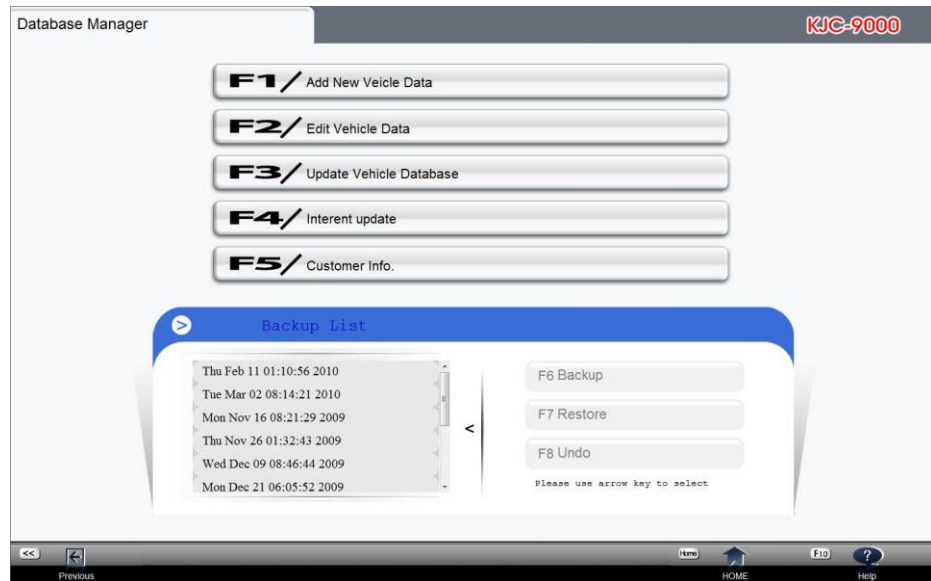 Database Manager
KJC-9000
F1/ Add New Veicle Data
F2/ Edit Vehicle Data
F3/ Update Vehicle Database
F4/ Interent update
F5/ Customer Info.
> Backup List
Thu Feb 11 01:10:56 2010
Tue Mar 02 08:14:21 2010
Mon Nov 16 08:21:29 2009
Thu Nov 26 01:32:43 2009
Wed Dec 09 08:46:44 2009
Mon Dec 21 06:05:52 2009
<
F6 Backup
F7 Restore
F8 Undo
Please use arrow key to select
<<
Previous
Home
HOME
F10
?
Help